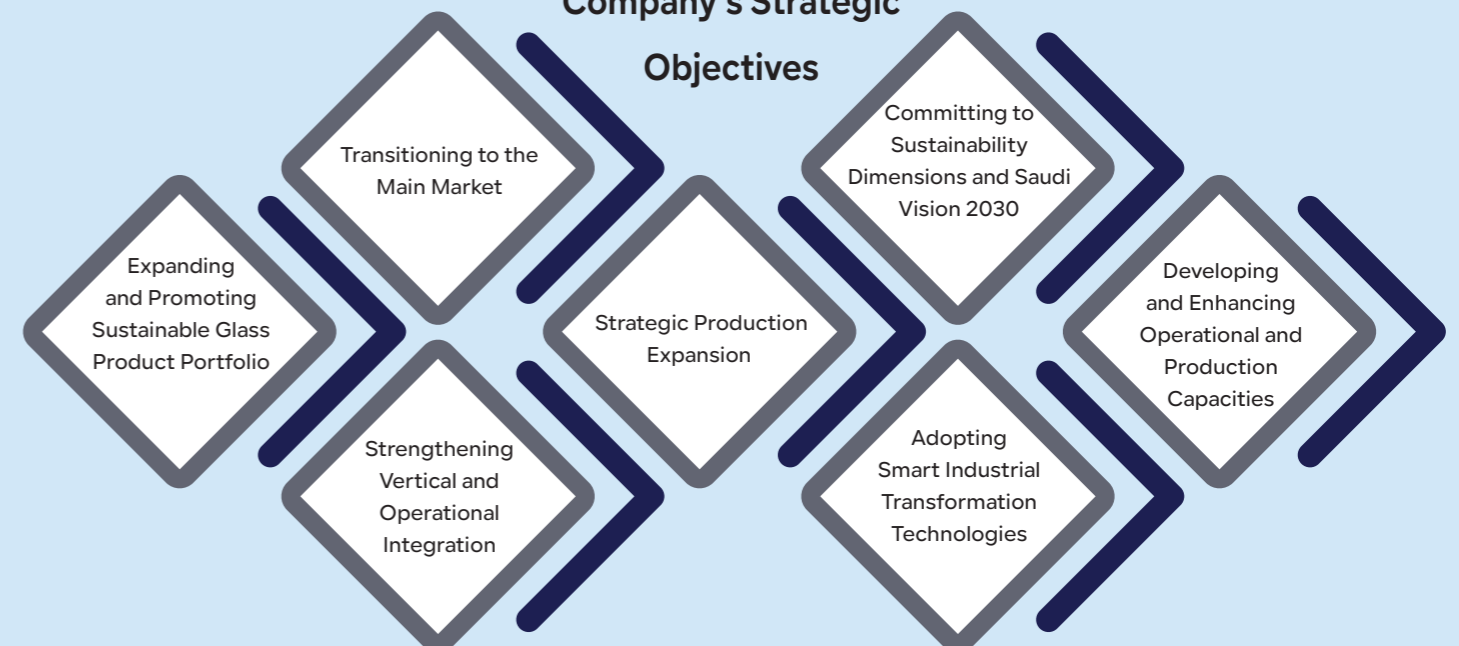 Company's Strategic
Objectives
Expanding
and Promoting
Sustainable Glass
Product Portfolio
Transitioning to the
Main Market
Strengthening
Vertical and
Operational
Integration
Strategic Production
Expansion
Committing to
Sustainability
Dimensions and Saudi
Vision 2030
Adopting
Smart Industrial
Transformation
Technologies
Developing
and Enhancing
Operational and
Production
Capacities